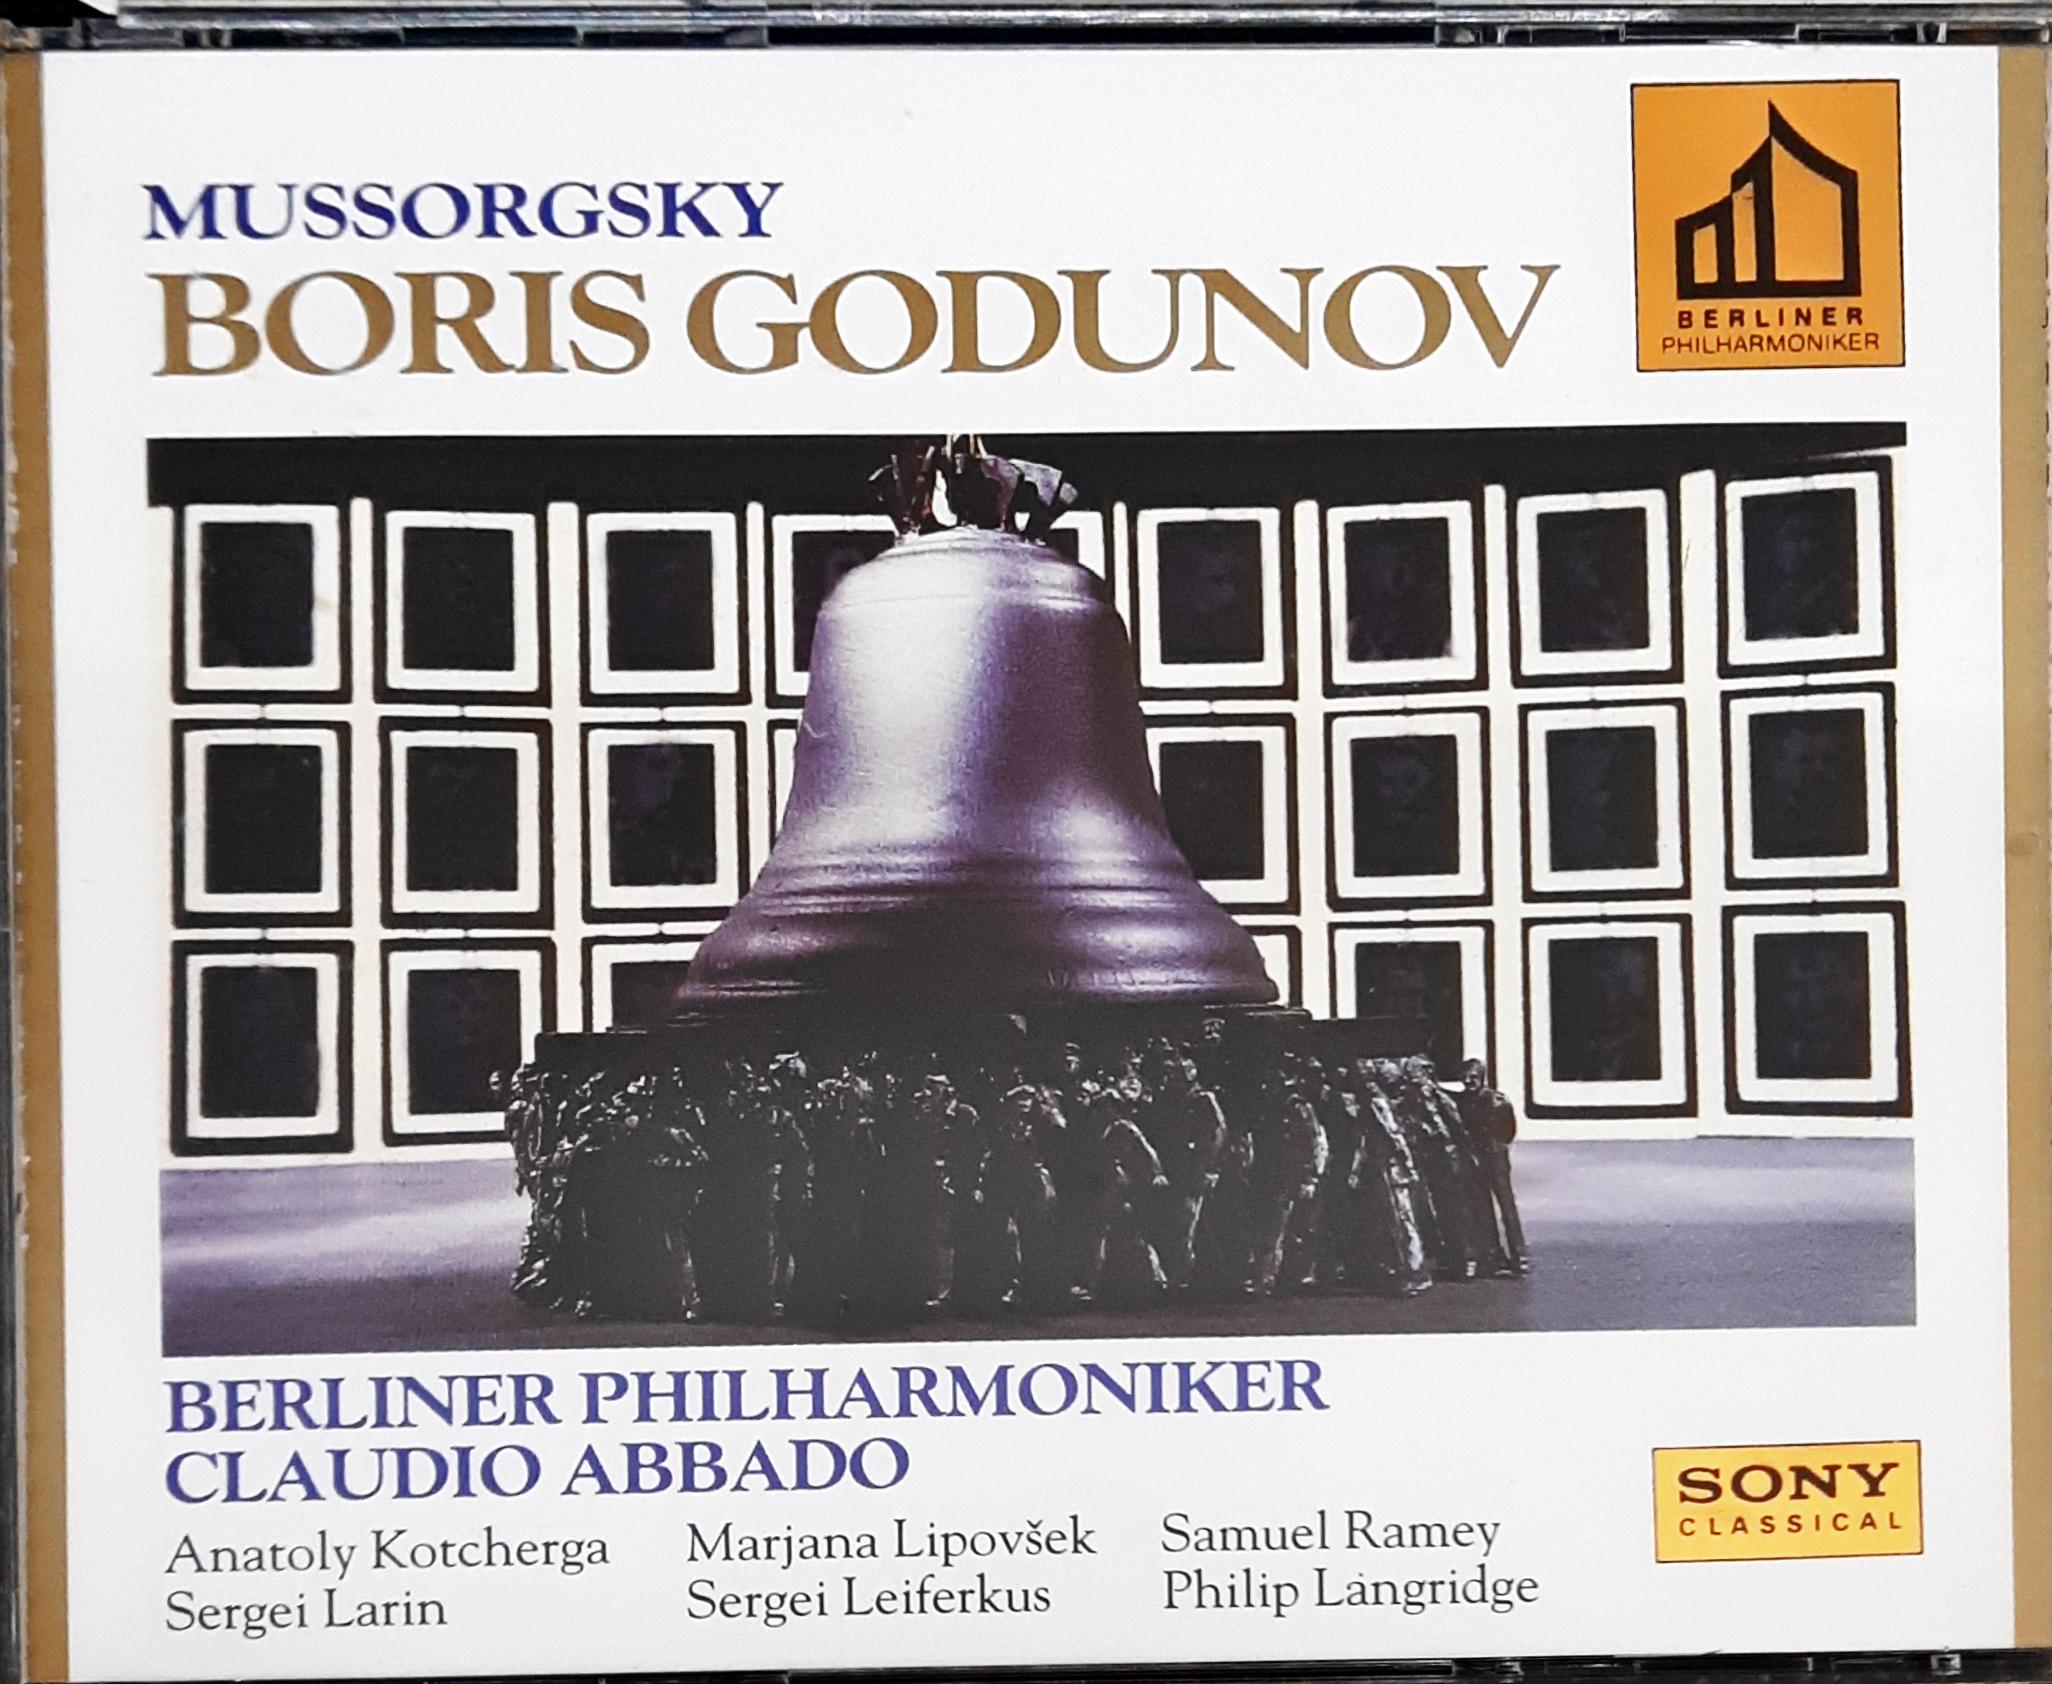 MUSSORGSKY
BORIS GODUNOV
BERLINER
PHILHARMONIKER
BERLINER PHILHARMONIKER
CLAUDIO ABBADO
Anatoly Kotcherga Marjana Lipovšek Samuel Ramey
Sergei Larin Sergei Leiferkus Philip Langridge
SONY
CLASSICAL